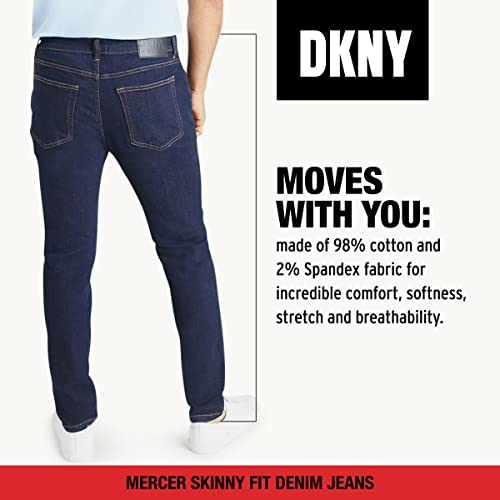 DKNY
MOVES
WITH YOU:
made of 98% cotton and
2% Spandex fabric for
incredible comfort, softness,
stretch and breathability.
MERCER SKINNY FIT DENIM JEANS